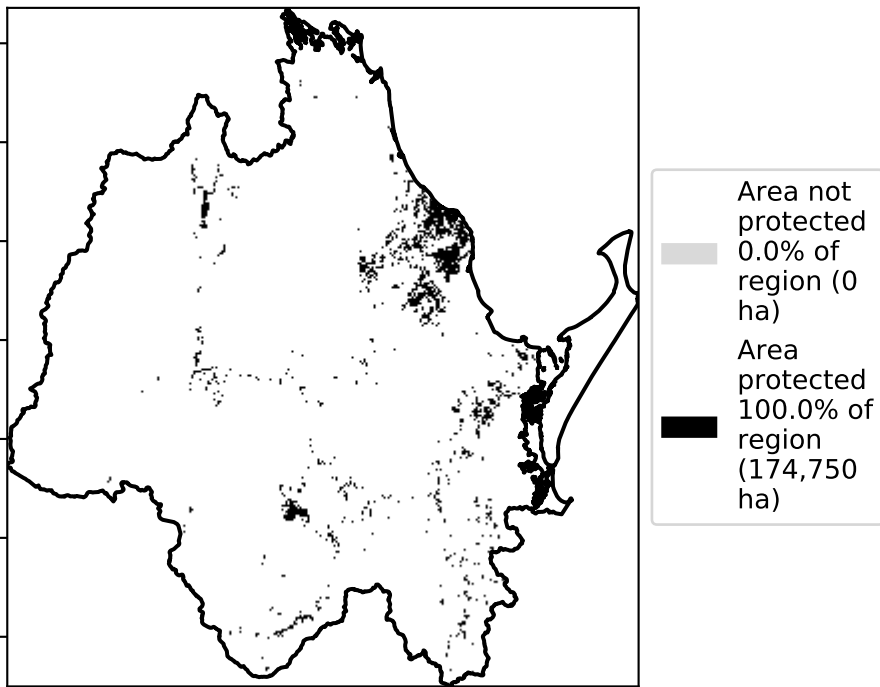 Area not
protected
0.0% of
region (0
ha)
Area
protected
100.0% of
region
(174,750
ha)